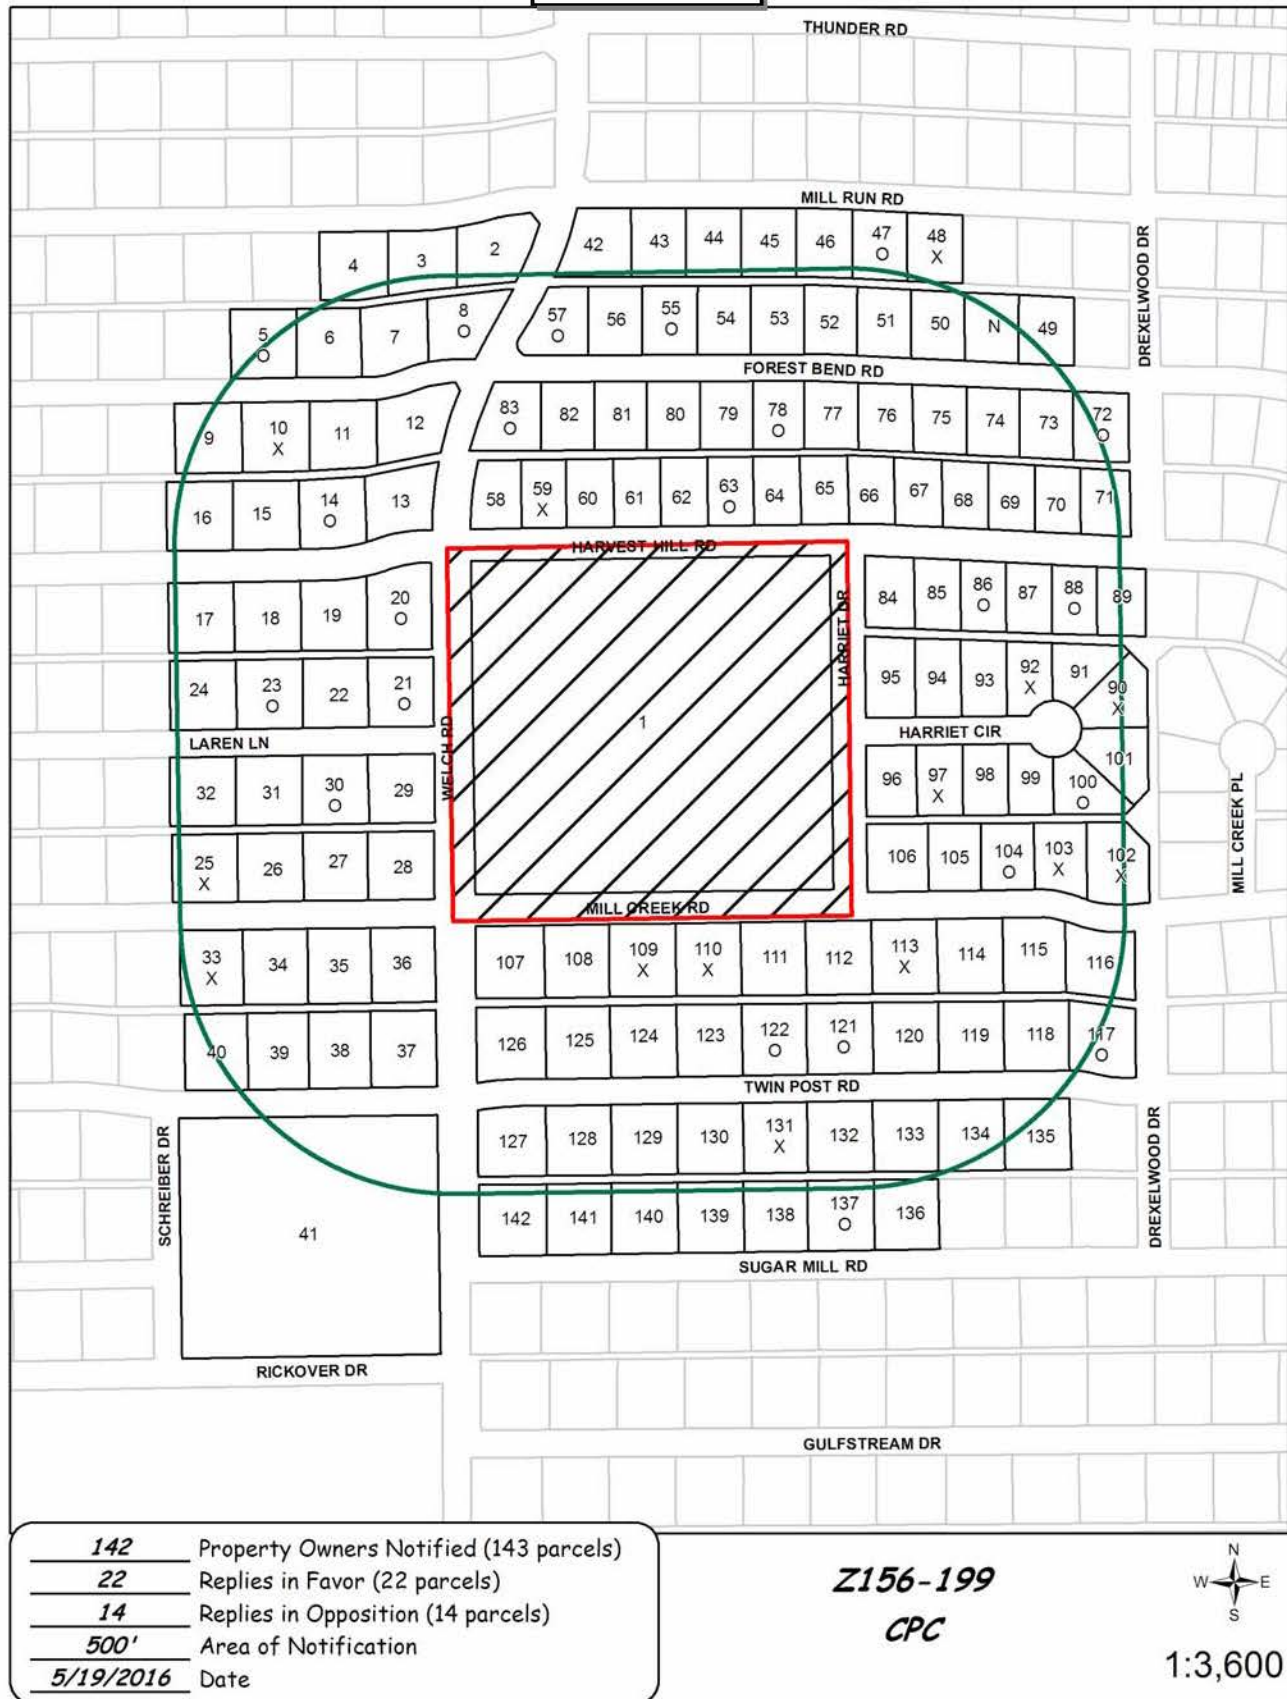 THUNDER RD
MILL RUN RD
4 3 2 42 43 44 45 46 47 48
O X
DREXELWOOD DR
5 6 7 8 57 56 55 54 53 52 51 50 N 49
O O O O
FOREST BEND RD
9 10 11 12 83 82 81 80 79 78 77 76 75 74 73 72
X O O O
16 15 14 13 58 59 60 61 62 63 64 65 66 67 68 69 70 71
O X O
HARVEST HILL RD
17 18 19 20 84 85 86 87 88 89
O O O
HARRIET DR
24 23 22 21 95 94 93 92 91 90
O O X X
1
WELCH RD
LAREN LN
HARRIET CIR
32 31 30 29 96 97 98 99 100 101
O X O
MILL CREEK PL
25 26 27 28 106 105 104 103 102
X O X X
MILL CREEK RD
33 34 35 36 107 108 109 110 111 112 113 114 115 116
X X X X
40 39 38 37 126 125 124 123 122 121 120 119 118 117
O O O
TWIN POST RD
127 128 129 130 131 132 133 134 135
X
SCHREIBER DR
DREXELWOOD DR
41 142 141 140 139 138 137 136
O
SUGAR MILL RD
RICKOVER DR
GULFSTREAM DR
142 Property Owners Notified (143 parcels)
22 Replies in Favor (22 parcels)
14 Replies in Opposition (14 parcels)
500' Area of Notification
5/19/2016 Date
Z156-199
CPC
N
W E
S
1:3,600